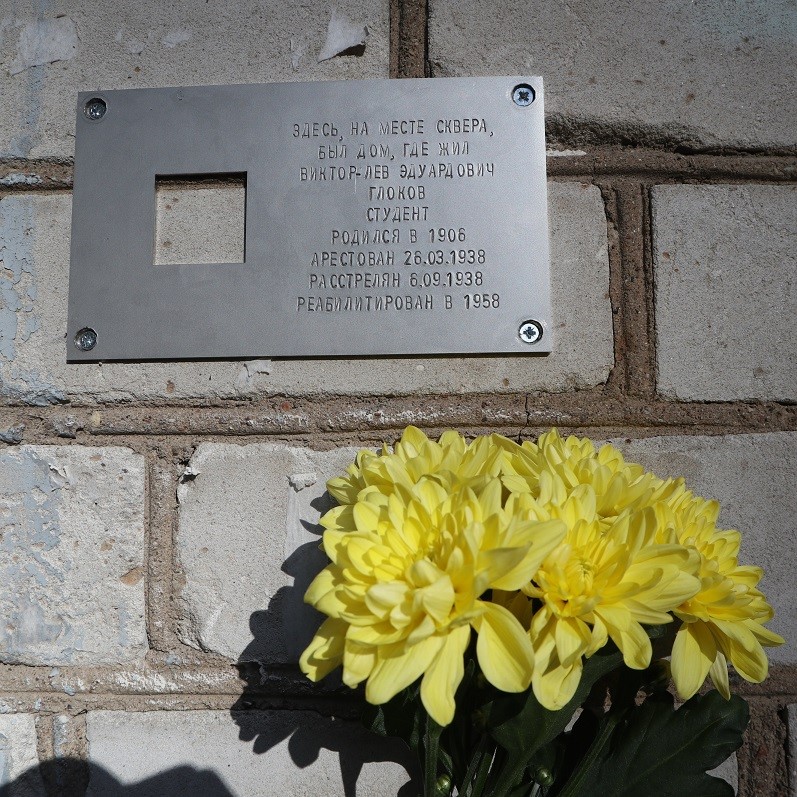 ЗДЕСЬ, НА МЕСТЕ СКВЕРА,
БЫЛ ДОМ, ГДЕ ЖИЛ
ВИКТОР-ЛЕВ ЭДУАРДОВИЧ
ГЛОКОВ
СТУДЕНТ
РОДИЛСЯ В 1906
АРЕСТОВАН 26.03.1938
РАССТРЕЛЯН 6.09.1938
РЕАБИЛИТИРОВАН В 1958